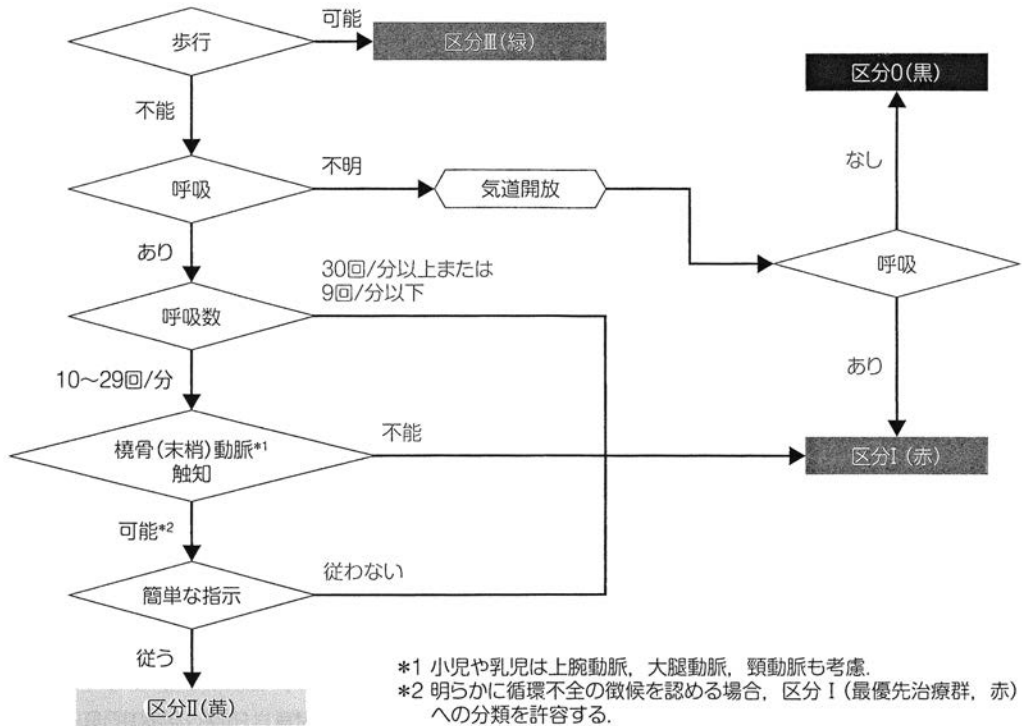 歩行
可能
区分Ⅲ(緑)
不能
呼吸
不明
気道開放
呼吸
なし
区分0(黒)
あり
あり
呼吸数
30回/分以上または
9回/分以下
10〜29回/分
橈骨(末梢)動脈*1
触知
不能
区分Ⅰ(赤)
可能*2
簡単な指示
従わない
従う
区分Ⅱ(黄)
*1 小児や乳児は上腕動脈，大腿動脈，頸動脈も考慮.
*2 明らかに循環不全の徴候を認める場合，区分Ⅰ(最優先治療群，赤)
への分類を許容する.